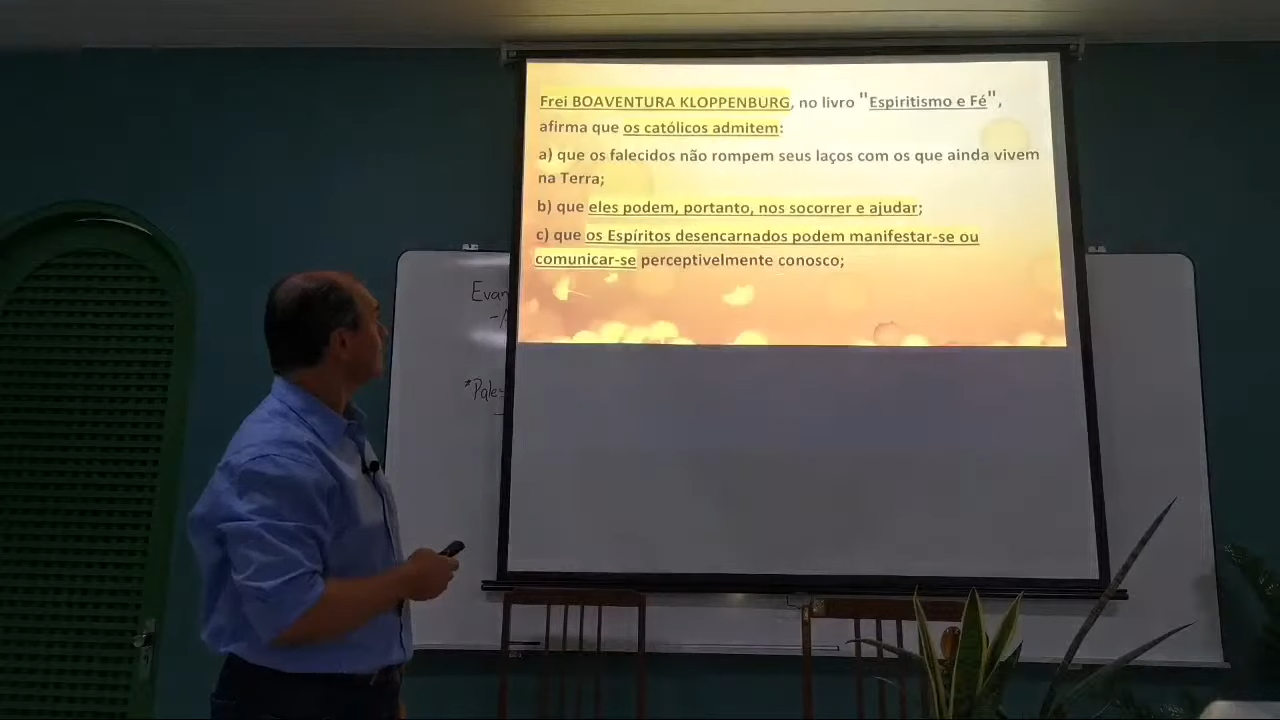 Frei BOAVENTURA KLOPPENBURG, no livro "Espiritismo e Fé",
afirma que os católicos admitem:
a) que os falecidos não rompem seus laços com os que ainda vivem
na Terra;
b) que eles podem, portanto, nos socorrer e ajudar;
c) que os Espíritos desencarnados podem manifestar-se ou
comunicar-se perceptivelmente conosco;